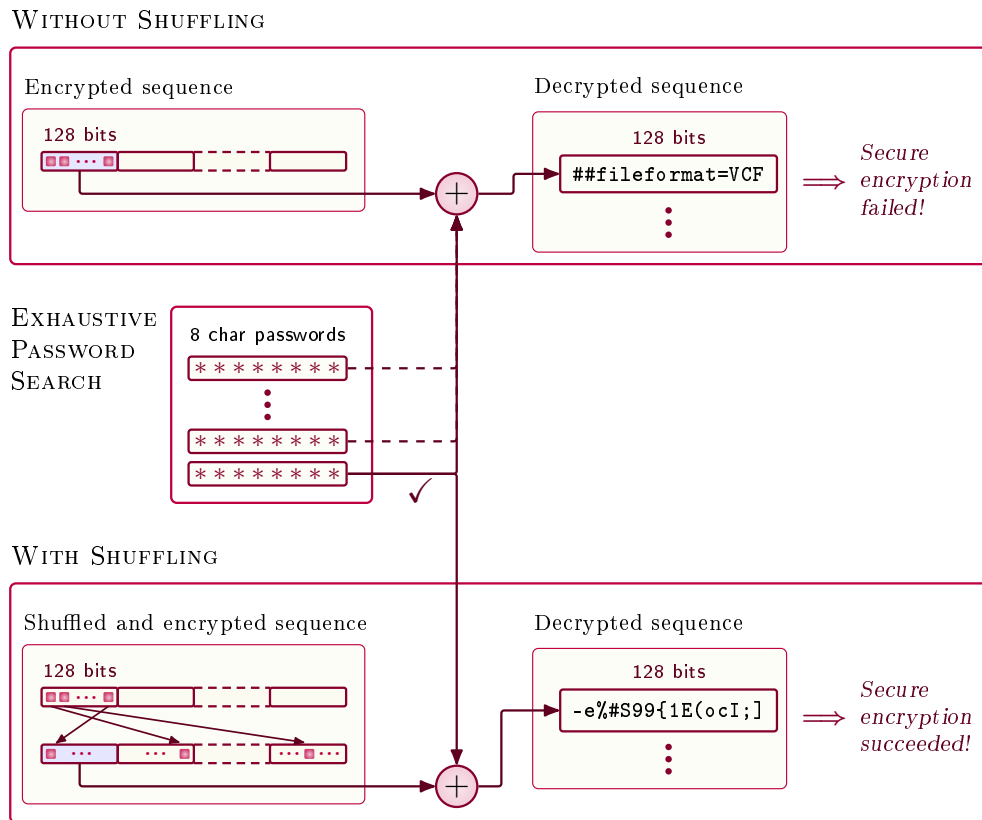 Without Shuffling
Encrypted sequence
Decrypted sequence
128 bits
128 bits
##fileformat=VCF
Secure
encryption
failed!
Exhaustive
Password
Search
8 char passwords
********
********
********
With Shuffling
Shuffled and encrypted sequence
Decrypted sequence
128 bits
128 bits
-e%#S99{1E(ocI;]
Secure
encryption
succeeded!